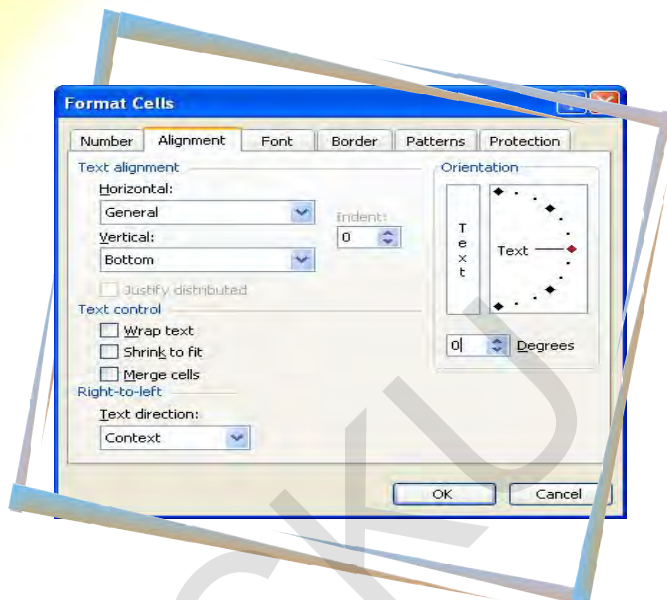 Format Cells
Number Alignment Font Border Patterns Protection
Text alignment
Horizontal:
General
Indent:
0
Vertical:
Bottom
Justify distributed
Text control
Wrap text
Shrink to fit
Merge cells
Right-to-left
Text direction:
Context
Orientation
Text
Text
0 Degrees
OK Cancel